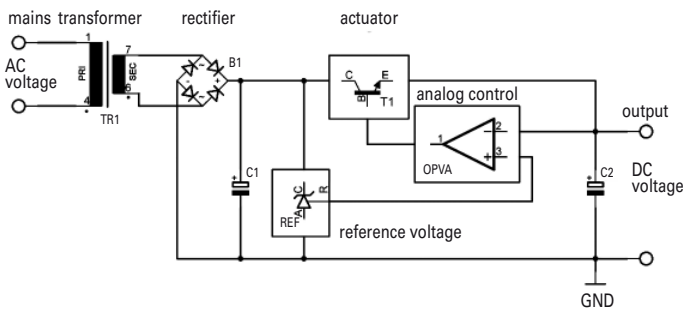 mains transformer
rectifier
actuator
AC
voltage
1
4
PRI
SEC
7
6
TR1
B1
~
~
-
+
C1
+
C
E
B
T1
analog control
1
2
3
-
+
OPVA
output
DC
voltage
C2
+
REF
A
C
R
reference voltage
GND